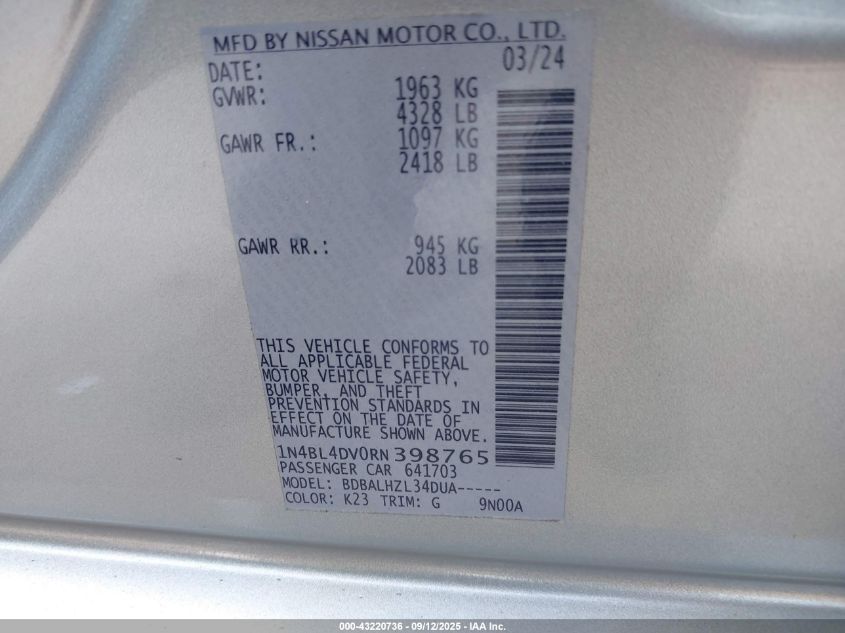 MFD BY NISSAN MOTOR CO., LTD.
DATE: 03/24
GVWR: 1963 KG
4328 LB
GAWR FR.: 1097 KG
2418 LB
GAWR RR.: 945 KG
2083 LB
THIS VEHICLE CONFORMS TO
ALL APPLICABLE FEDERAL
MOTOR VEHICLE SAFETY,
BUMPER, AND THEFT
PREVENTION STANDARDS IN
EFFECT ON THE DATE OF
MANUFACTURE SHOWN ABOVE.
1N4BL4DV0RN398765
PASSENGER CAR 641703
MODEL: BDBALHZL34DUA-----
COLOR: K23 TRIM: G 9N00A
000-43220736 - 09/12/2025 - IAA Inc.